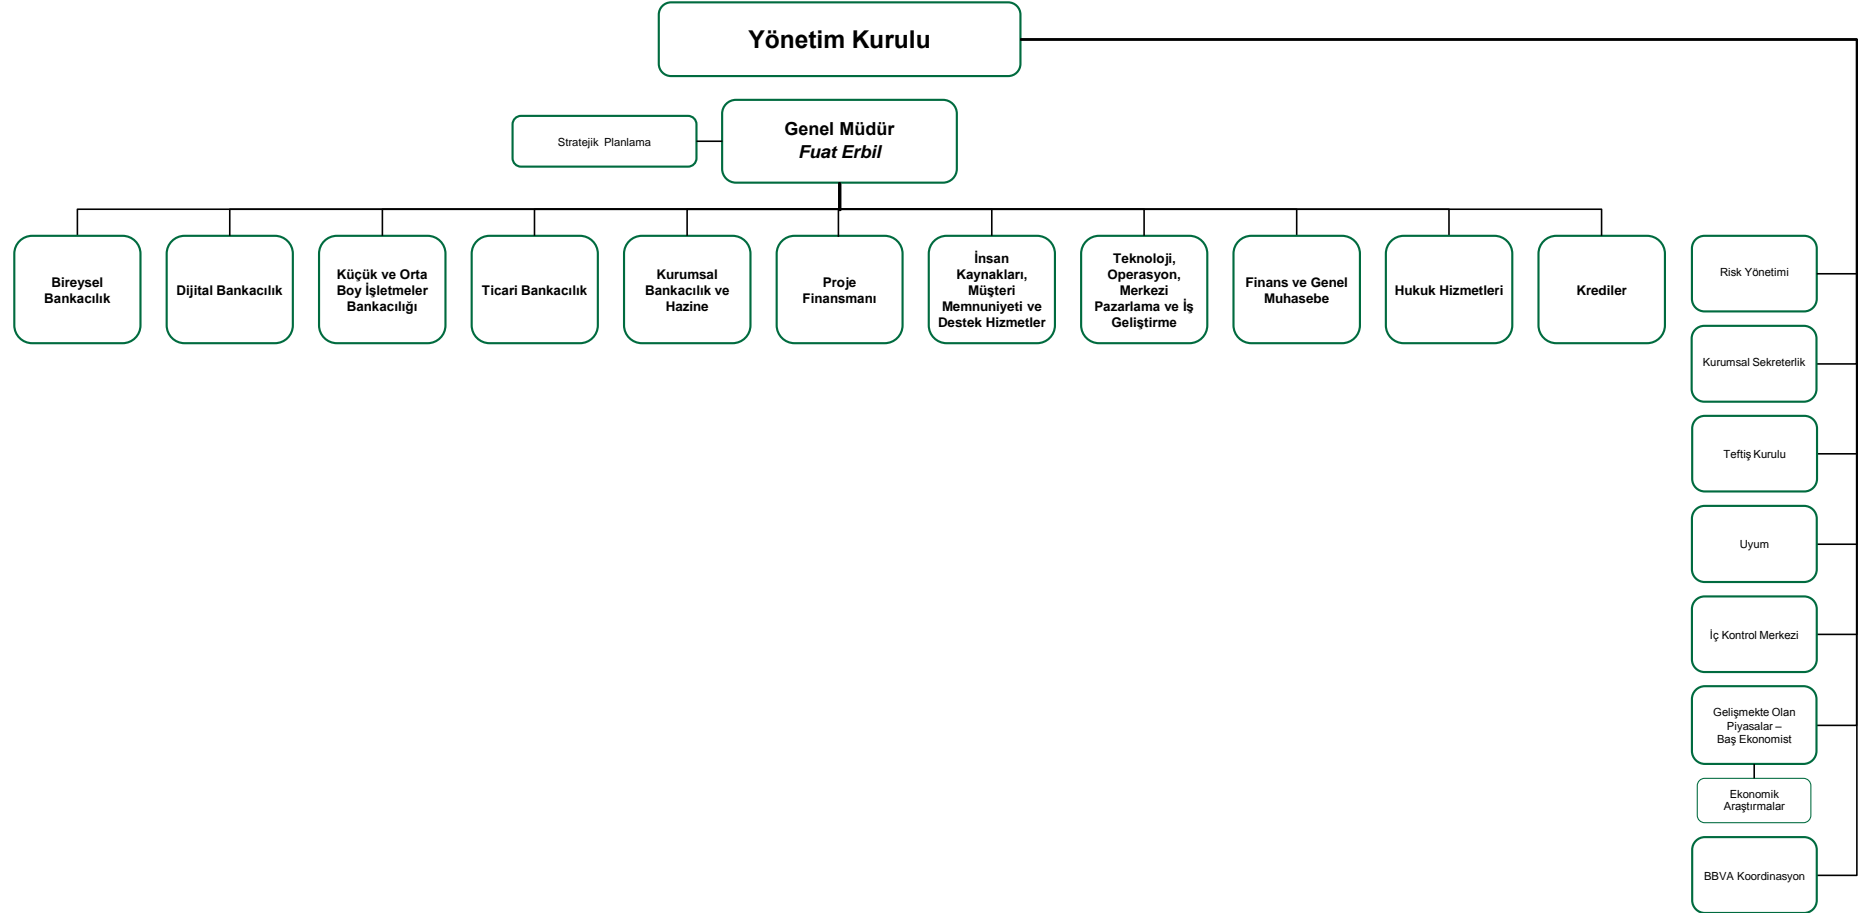 Yönetim Kurulu
Stratejik Planlama
Genel Müdür
Fuat Erbil
Bireysel
Bankacılık
Dijital Bankacılık
Küçük ve Orta
Boy İşletmeler
Bankacılığı
Ticari Bankacılık
Kurumsal
Bankacılık ve
Hazine
Proje
Finansmanı
İnsan
Kaynakları,
Müşteri
Memnuniyeti ve
Destek Hizmetler
Teknoloji,
Operasyon,
Merkezi
Pazarlama ve İş
Geliştirme
Finans ve Genel
Muhasebe
Hukuk Hizmetleri
Krediler
Risk Yönetimi
Kurumsal Sekreterlik
Teftiş Kurulu
Uyum
İç Kontrol Merkezi
Gelişmekte Olan
Piyasalar –
Baş Ekonomist
Ekonomik
Araştırmalar
BBVA Koordinasyon